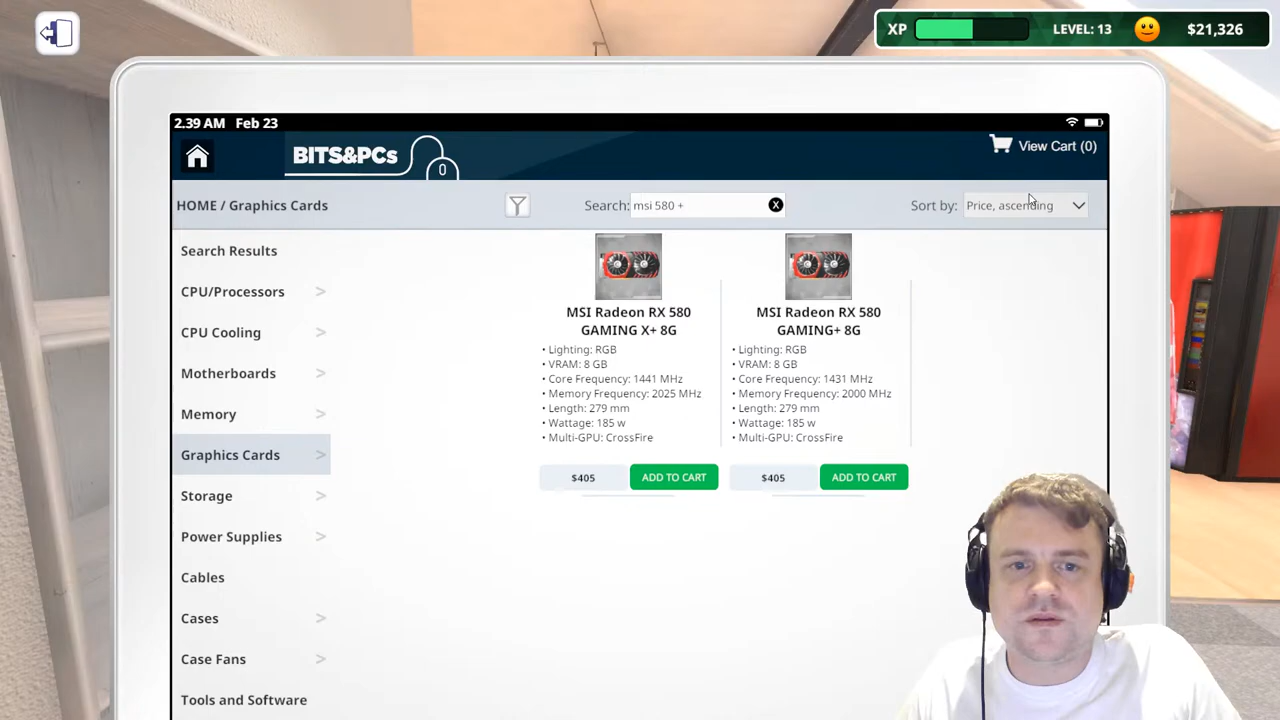 XP LEVEL: 13 $21,326
2.39 AM Feb 23
BITS&PCs 0 View Cart (0)
HOME / Graphics Cards Search: msi 580 + X Sort by: Price, ascending
Search Results
CPU/Processors >
CPU Cooling >
Motherboards >
Memory >
Graphics Cards >
Storage >
Power Supplies >
Cables
Cases >
Case Fans >
Tools and Software
MSI Radeon RX 580
GAMING X+ 8G
• Lighting: RGB
• VRAM: 8 GB
• Core Frequency: 1441 MHz
• Memory Frequency: 2025 MHz
• Length: 279 mm
• Wattage: 185 w
• Multi-GPU: CrossFire
$405 ADD TO CART
MSI Radeon RX 580
GAMING+ 8G
• Lighting: RGB
• VRAM: 8 GB
• Core Frequency: 1431 MHz
• Memory Frequency: 2000 MHz
• Length: 279 mm
• Wattage: 185 w
• Multi-GPU: CrossFire
$405 ADD TO CART